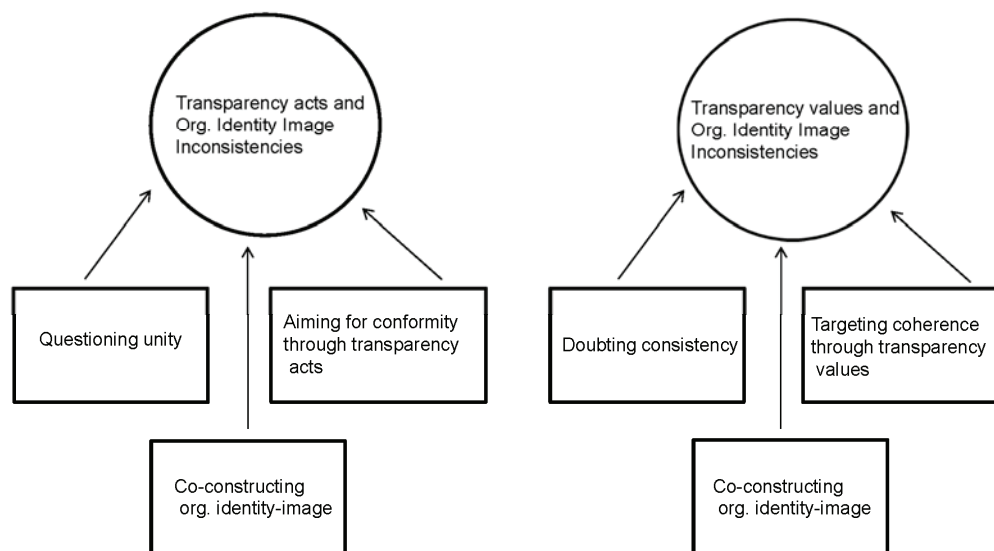 Transparency acts and
Org. Identity Image
Inconsistencies
Transparency values and
Org. Identity Image
Inconsistencies
Questioning unity
Aiming for conformity
through transparency
acts
Doubting consistency
Targeting coherence
through transparency
values
Co-constructing
org. identity-image
Co-constructing
org. identity-image